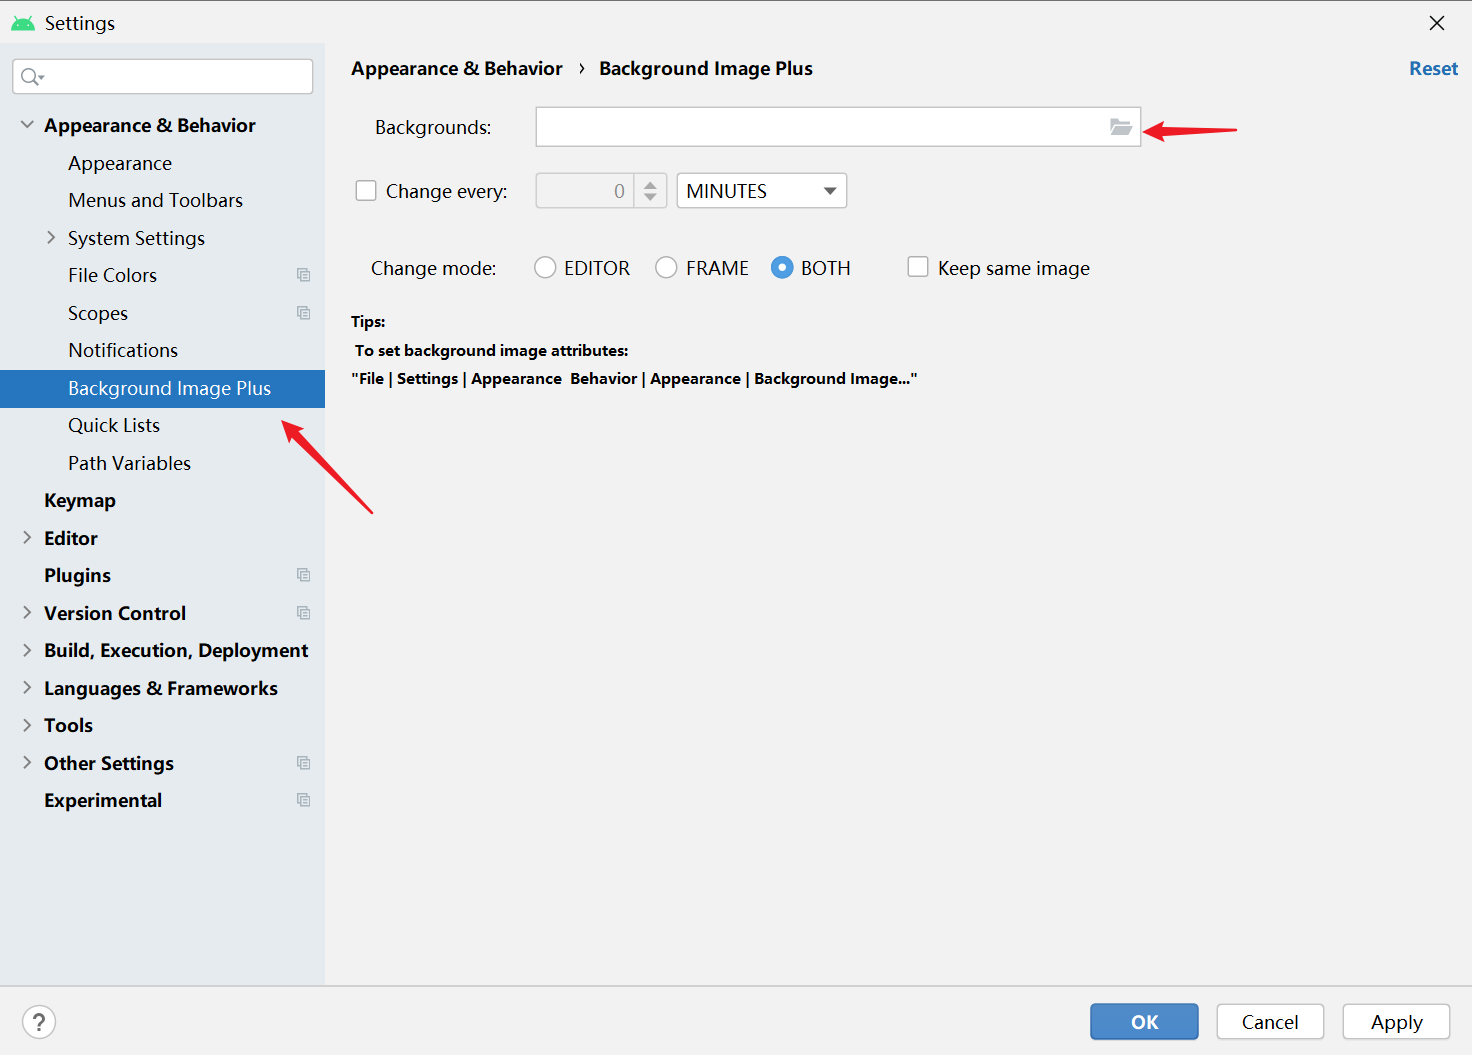 Settings
Appearance & Behavior
Appearance
Menus and Toolbars
System Settings
File Colors
Scopes
Notifications
Background Image Plus
Quick Lists
Path Variables
Keymap
Editor
Plugins
Version Control
Build, Execution, Deployment
Languages & Frameworks
Tools
Other Settings
Experimental
Appearance & Behavior › Background Image Plus
Reset
Backgrounds:
Change every: 0 MINUTES
Change mode: EDITOR FRAME BOTH Keep same image
Tips:
To set background image attributes:
"File | Settings | Appearance  Behavior | Appearance | Background Image..."
?
OK Cancel Apply